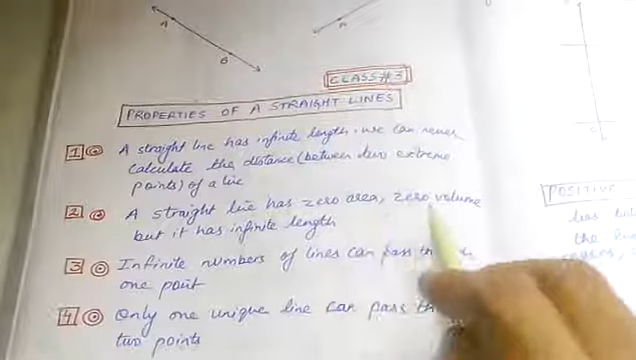 A
B
A
CLASS#3
PROPERTIES OF A STRAIGHT LINES
1 A straight line has infinite length. we can never
calculate the distance (between two extreme
points) of a line
2 A straight line has zero area, zero volume
but it has infinite length
3 Infinite numbers of lines can pass
one point
4 Only one unique line can pass
two points
C
POSITIVE